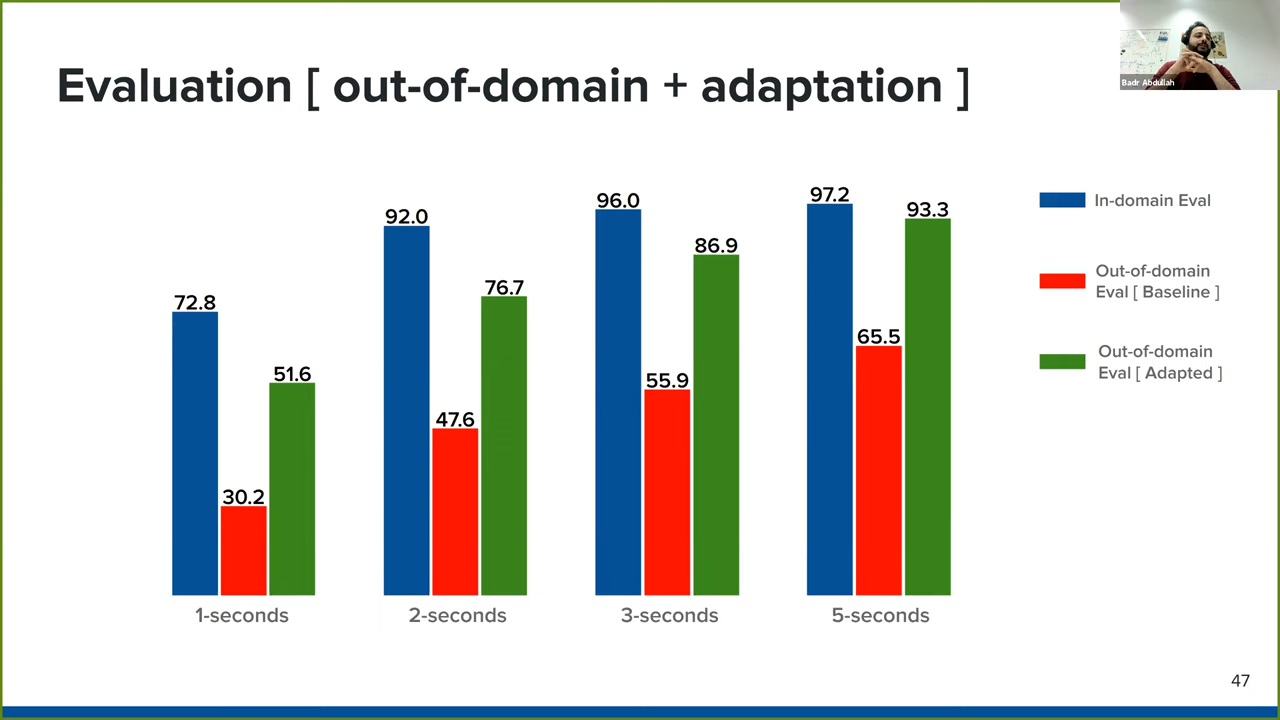 Evaluation [ out-of-domain + adaptation ]
Badr Abdullah
72.8
30.2
51.6
92.0
47.6
76.7
96.0
55.9
86.9
97.2
65.5
93.3
1-seconds
2-seconds
3-seconds
5-seconds
In-domain Eval
Out-of-domain
Eval [ Baseline ]
Out-of-domain
Eval [ Adapted ]
47